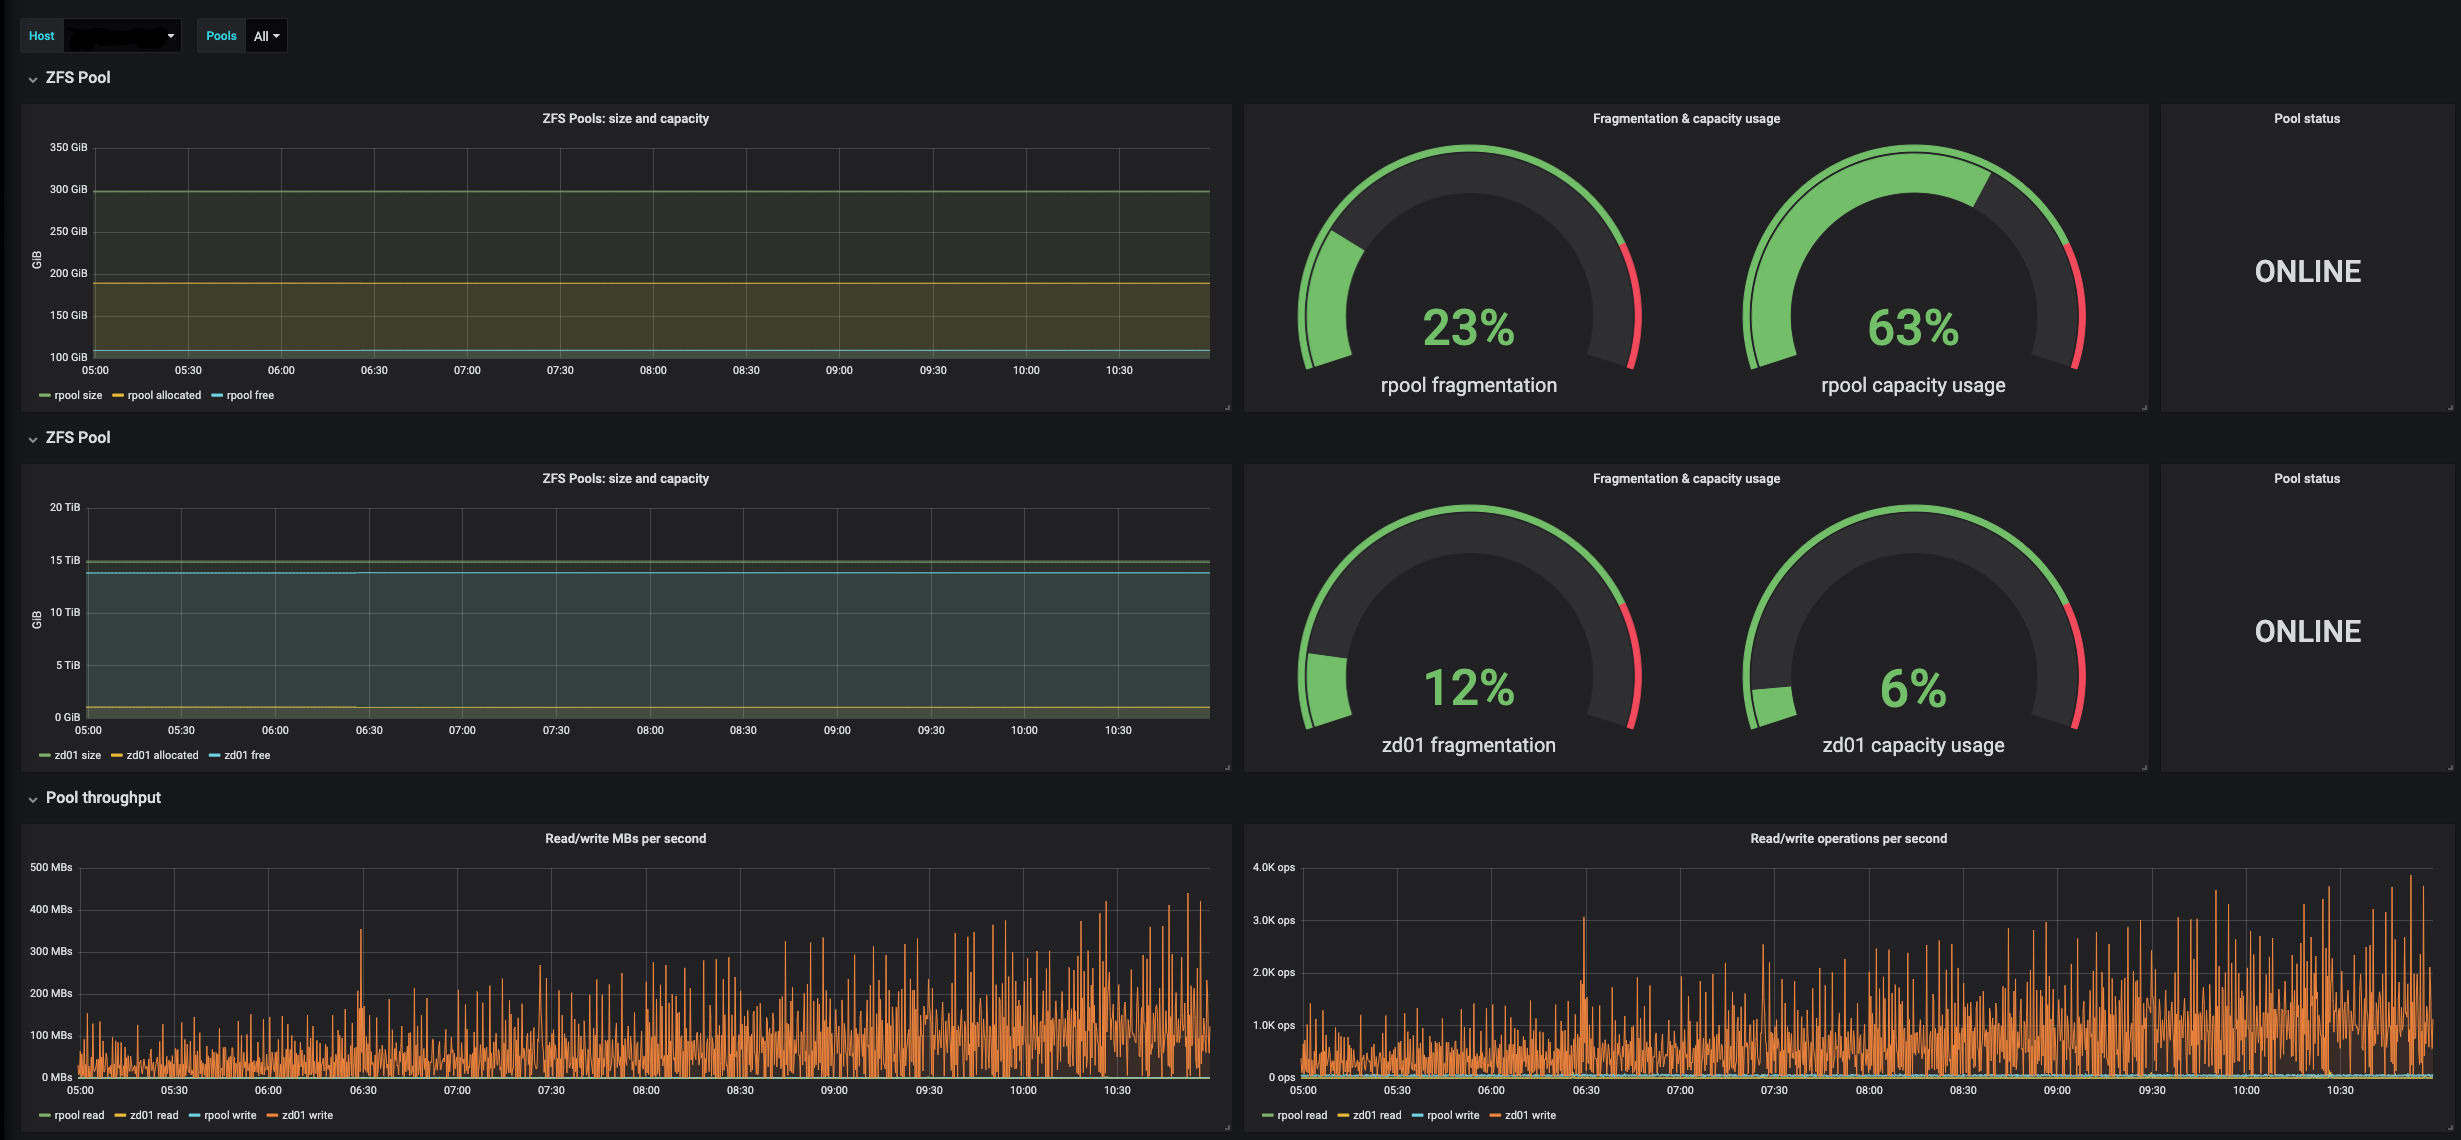 Host
Pools All
ZFS Pool
ZFS Pools: size and capacity
350 GiB
300 GiB
250 GiB
200 GiB
150 GiB
100 GiB
GiB
05:00 05:30 06:00 06:30 07:00 07:30 08:00 08:30 09:00 09:30 10:00 10:30
rpool size rpool allocated rpool free
Fragmentation & capacity usage
23%
rpool fragmentation
63%
rpool capacity usage
Pool status
ONLINE
ZFS Pool
ZFS Pools: size and capacity
20 TiB
15 TiB
10 TiB
5 TiB
0 GiB
GiB
05:00 05:30 06:00 06:30 07:00 07:30 08:00 08:30 09:00 09:30 10:00 10:30
zd01 size zd01 allocated zd01 free
Fragmentation & capacity usage
12%
zd01 fragmentation
6%
zd01 capacity usage
Pool status
ONLINE
Pool throughput
Read/write MBs per second
500 MBs
400 MBs
300 MBs
200 MBs
100 MBs
0 MBs
05:00 05:30 06:00 06:30 07:00 07:30 08:00 08:30 09:00 09:30 10:00 10:30
rpool read zd01 read rpool write zd01 write
Read/write operations per second
4.0K ops
3.0K ops
2.0K ops
1.0K ops
0 ops
05:00 05:30 06:00 06:30 07:00 07:30 08:00 08:30 09:00 09:30 10:00 10:30
rpool read zd01 read rpool write zd01 write